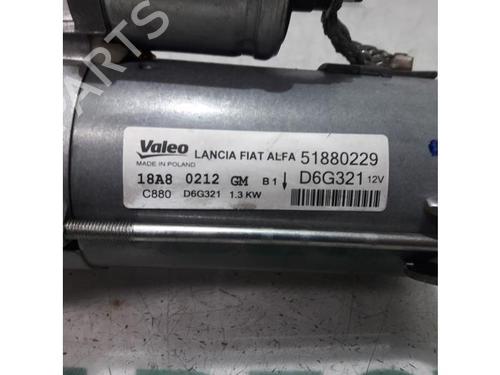 Valeo LANCIA FIAT ALFA 51880229
MADE IN POLAND
18A8 0212 GM B1 D6G321 12V
C880 D6G321 1.3 KW
PARTS